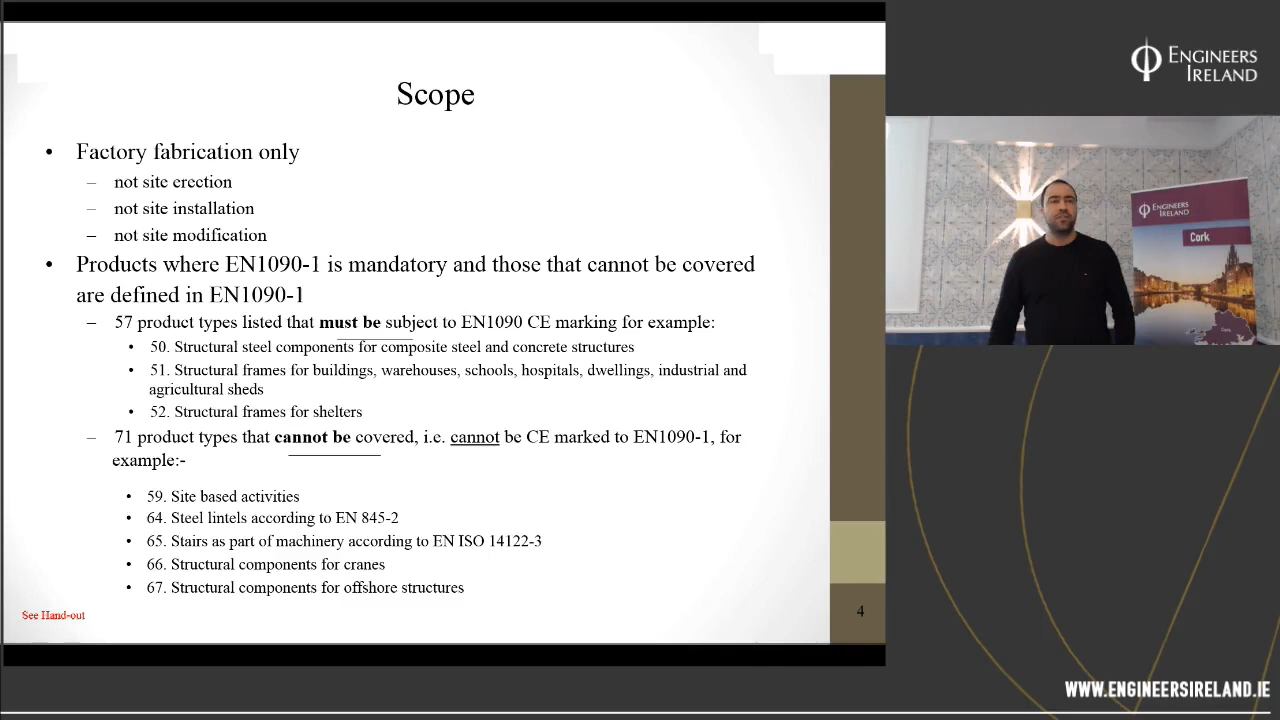 Scope
• Factory fabrication only
– not site erection
– not site installation
– not site modification
• Products where EN1090-1 is mandatory and those that cannot be covered
are defined in EN1090-1
– 57 product types listed that must be subject to EN1090 CE marking for example:
• 50. Structural steel components for composite steel and concrete structures
• 51. Structural frames for buildings, warehouses, schools, hospitals, dwellings, industrial and
agricultural sheds
• 52. Structural frames for shelters
– 71 product types that cannot be covered, i.e. cannot be CE marked to EN1090-1, for
example:-
• 59. Site based activities
• 64. Steel lintels according to EN 845-2
• 65. Stairs as part of machinery according to EN ISO 14122-3
• 66. Structural components for cranes
• 67. Structural components for offshore structures
See Hand-out
4
ENGINEERS
IRELAND
ENGINEERS
IRELAND
Cork
WWW.ENGINEERSIRELAND.IE